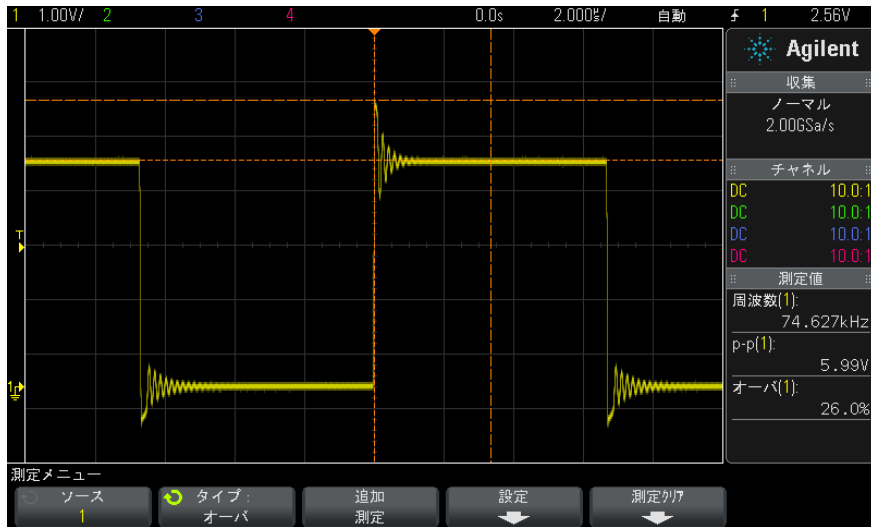 1 1.00V/ 2 3 4 0.0s 2.000µs/ 自動 1 2.56V
Agilent
収集
ノーマル
2.00GSa/s
チャネル
DC 10.0:1
DC 10.0:1
DC 10.0:1
DC 10.0:1
測定値
周波数(1):
74.627kHz
p-p(1):
5.99V
オーバ(1):
26.0%
T
1
測定メニュー
ソース
1
タイプ:
オーバ
追加
測定
設定
測定クリア